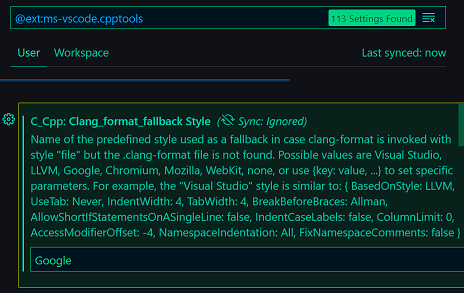 @ext:ms-vscode.cpptools
113 Settings Found
User Workspace Last synced: now
C_Cpp: Clang_format_fallback Style ( Sync: Ignored)
Name of the predefined style used as a fallback in case clang-format is invoked with
style "file" but the .clang-format file is not found. Possible values are Visual Studio,
LLVM, Google, Chromium, Mozilla, WebKit, none, or use {key: value, ...} to set specific
parameters. For example, the "Visual Studio" style is similar to: { BasedOnStyle: LLVM,
UseTab: Never, IndentWidth: 4, TabWidth: 4, BreakBeforeBraces: Allman,
AllowShortIfStatementsOnASingleLine: false, IndentCaseLabels: false, ColumnLimit: 0,
AccessModifierOffset: -4, NamespaceIndentation: All, FixNamespaceComments: false }
Google